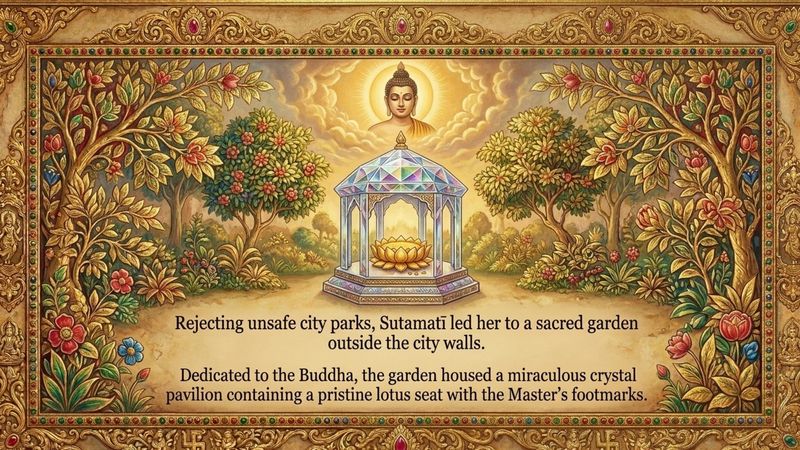 Rejecting unsafe city parks, Sutamatī led her to a sacred garden
outside the city walls.
Dedicated to the Buddha, the garden housed a miraculous crystal
pavilion containing a pristine lotus seat with the Master's footmarks.